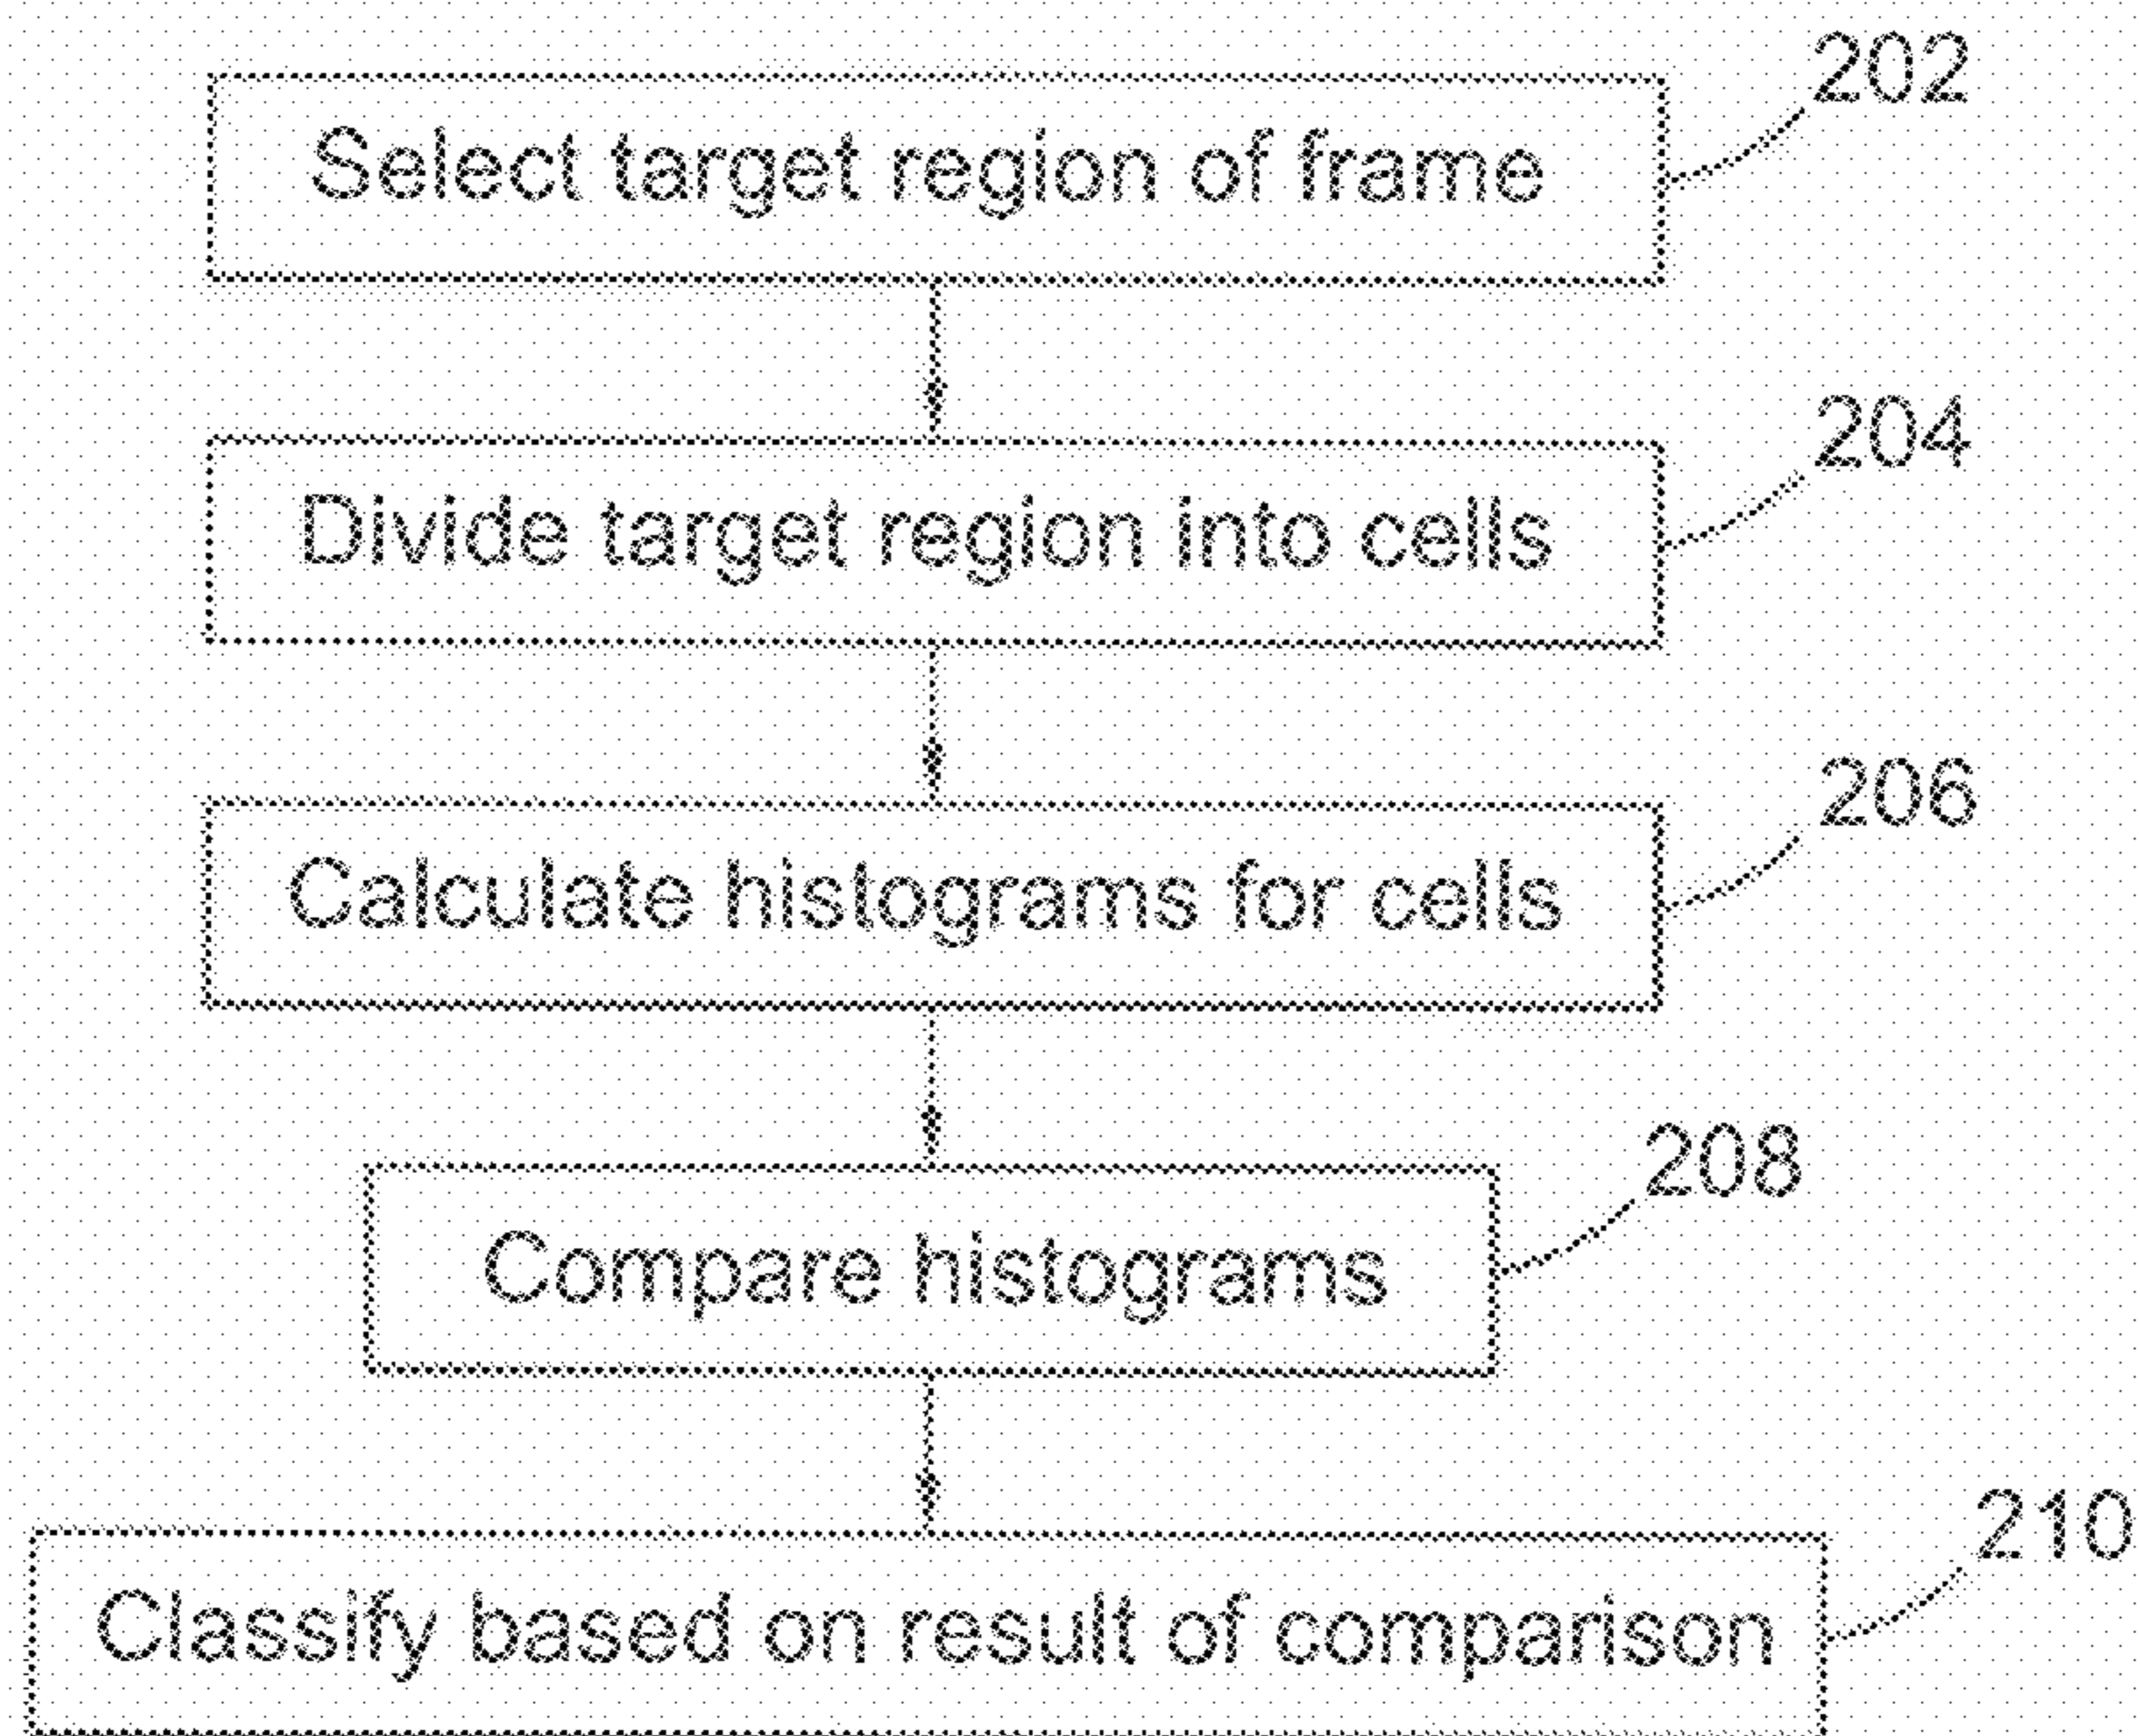 202
Select target region of frame
204
Divide target region into cells
206
Calculate histograms for cells
208
Compare histograms
210
Classify based on result of comparison